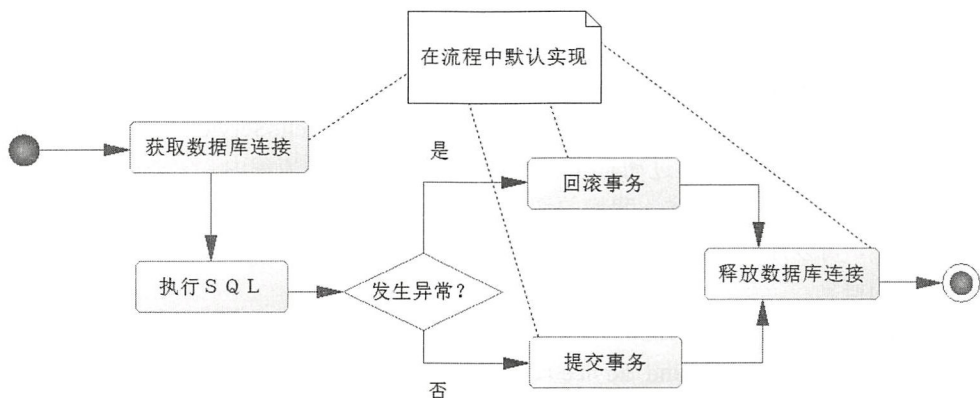 在流程中默认实现
获取数据库连接
是
回滚事务
执行ＳＱＬ
发生异常？
释放数据库连接
提交事务
否